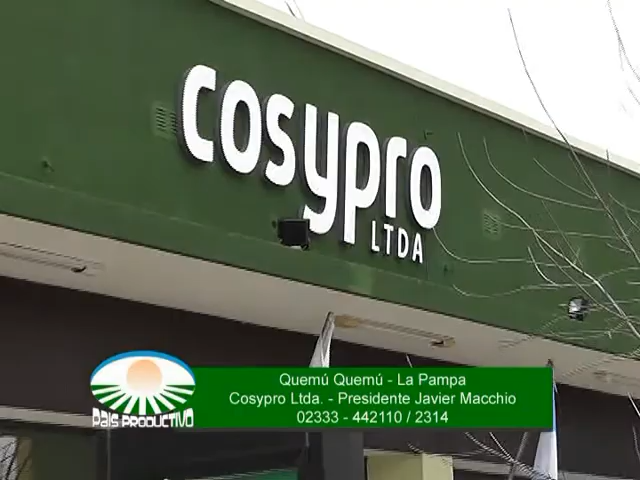 cosypro
LTDA
Quemú Quemú - La Pampa
Cosypro Ltda. - Presidente Javier Macchio
02333 - 442110 / 2314
PAIS PRODUCTIVO